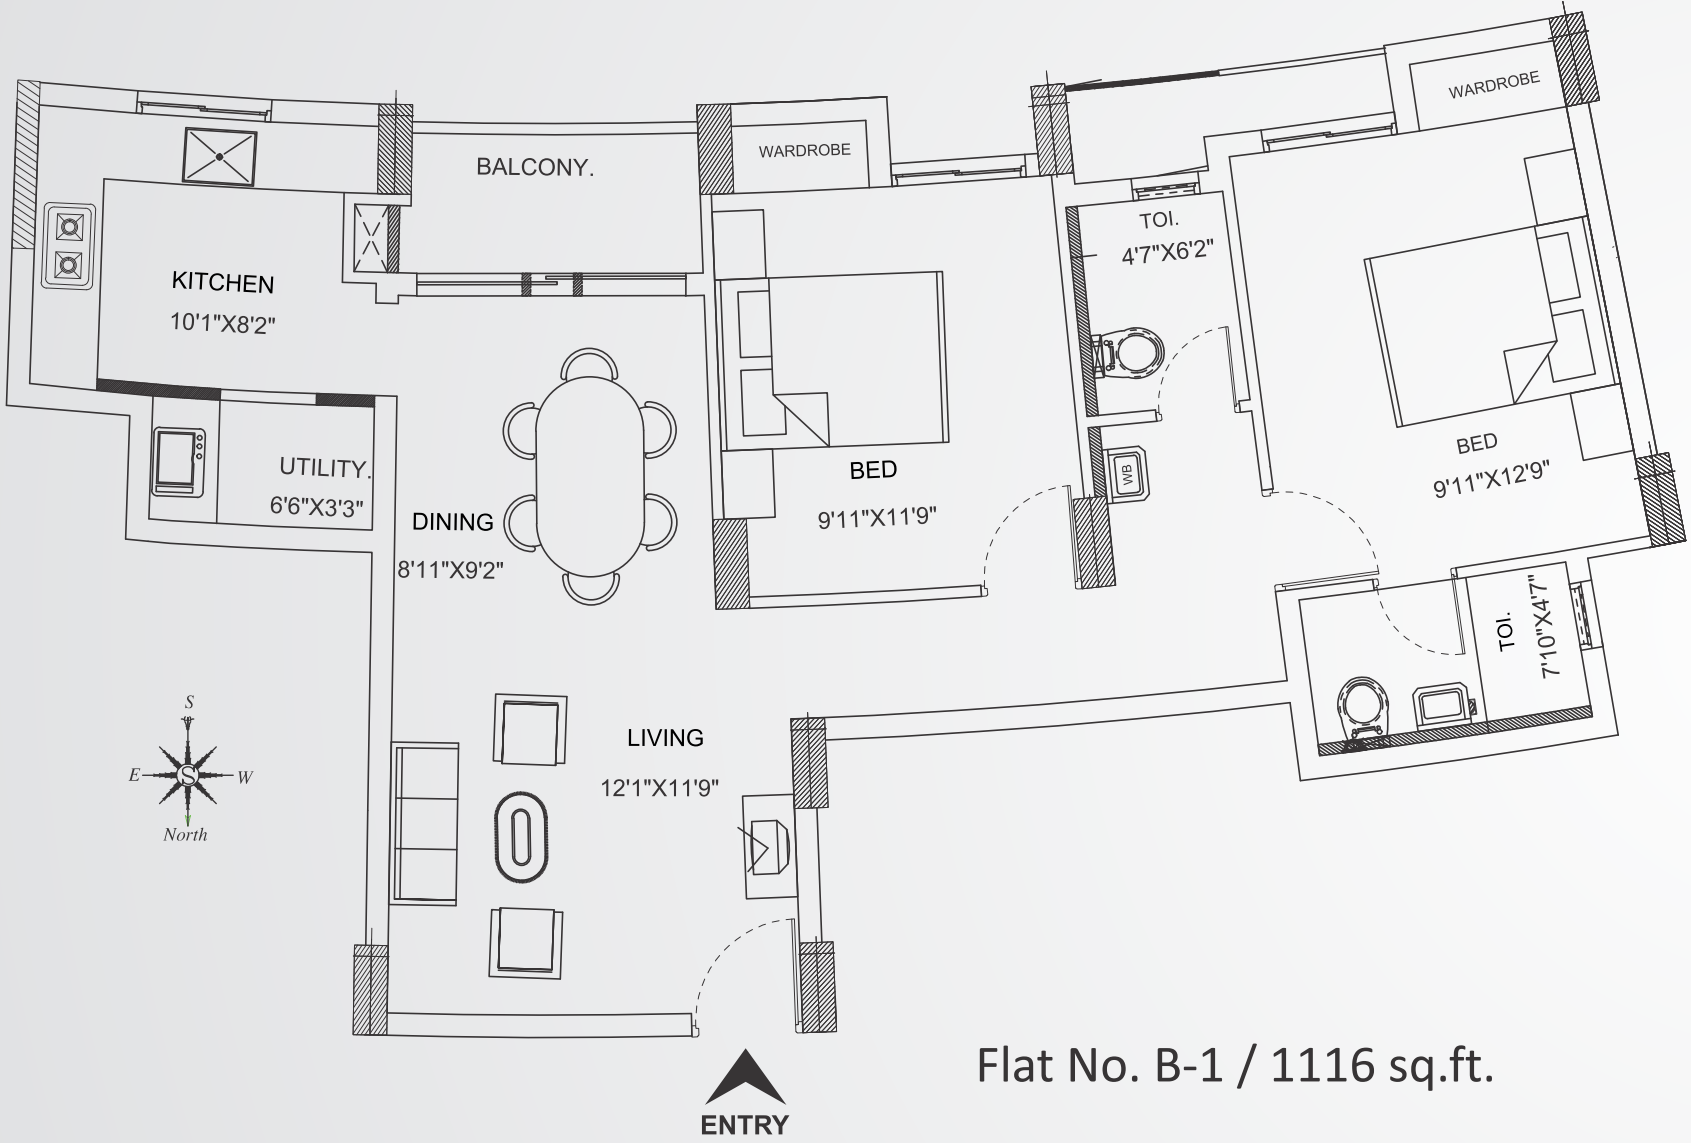 WARDROBE
WARDROBE
BALCONY.
TOI.
4'7"X6'2"
KITCHEN
10'1"X8'2"
BED
9'11"X12'9"
BED
9'11"X11'9"
WB
UTILITY.
6'6"X3'3"
DINING
8'11"X9'2"
TOI.
7'10"X4'7"
LIVING
12'1"X11'9"
S
E
S
W
North
Flat No. B-1 / 1116 sq.ft.
ENTRY